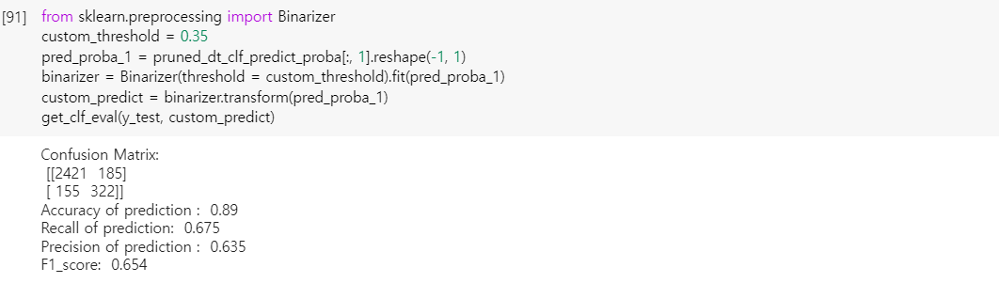 [91] from sklearn.preprocessing import Binarizer
custom_threshold = 0.35
pred_proba_1 = pruned_dt_clf_predict_proba[:, 1].reshape(-1, 1)
binarizer = Binarizer(threshold = custom_threshold).fit(pred_proba_1)
custom_predict = binarizer.transform(pred_proba_1)
get_clf_eval(y_test, custom_predict)
Confusion Matrix:
[[2421 185]
[ 155 322]]
Accuracy of prediction : 0.89
Recall of prediction: 0.675
Precision of prediction : 0.635
F1_score: 0.654